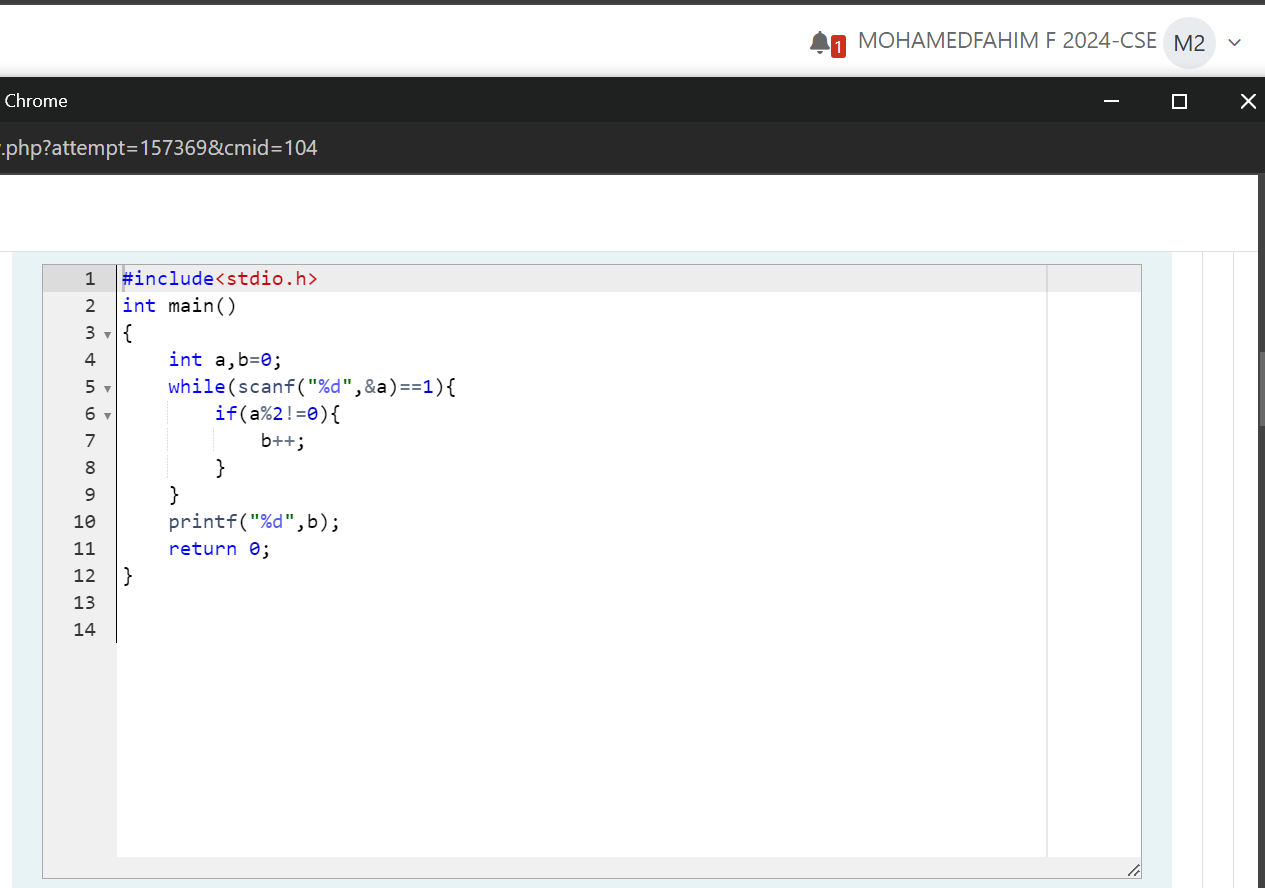 1 MOHAMEDFAHIM F 2024-CSE M2
Chrome
.php?attempt=157369&cmid=104
1 #include<stdio.h>
2 int main()
3 {
4     int a,b=0;
5     while(scanf("%d",&a)==1){
6         if(a%2!=0){
7             b++;
8         }
9     }
10     printf("%d",b);
11     return 0;
12 }
13
14